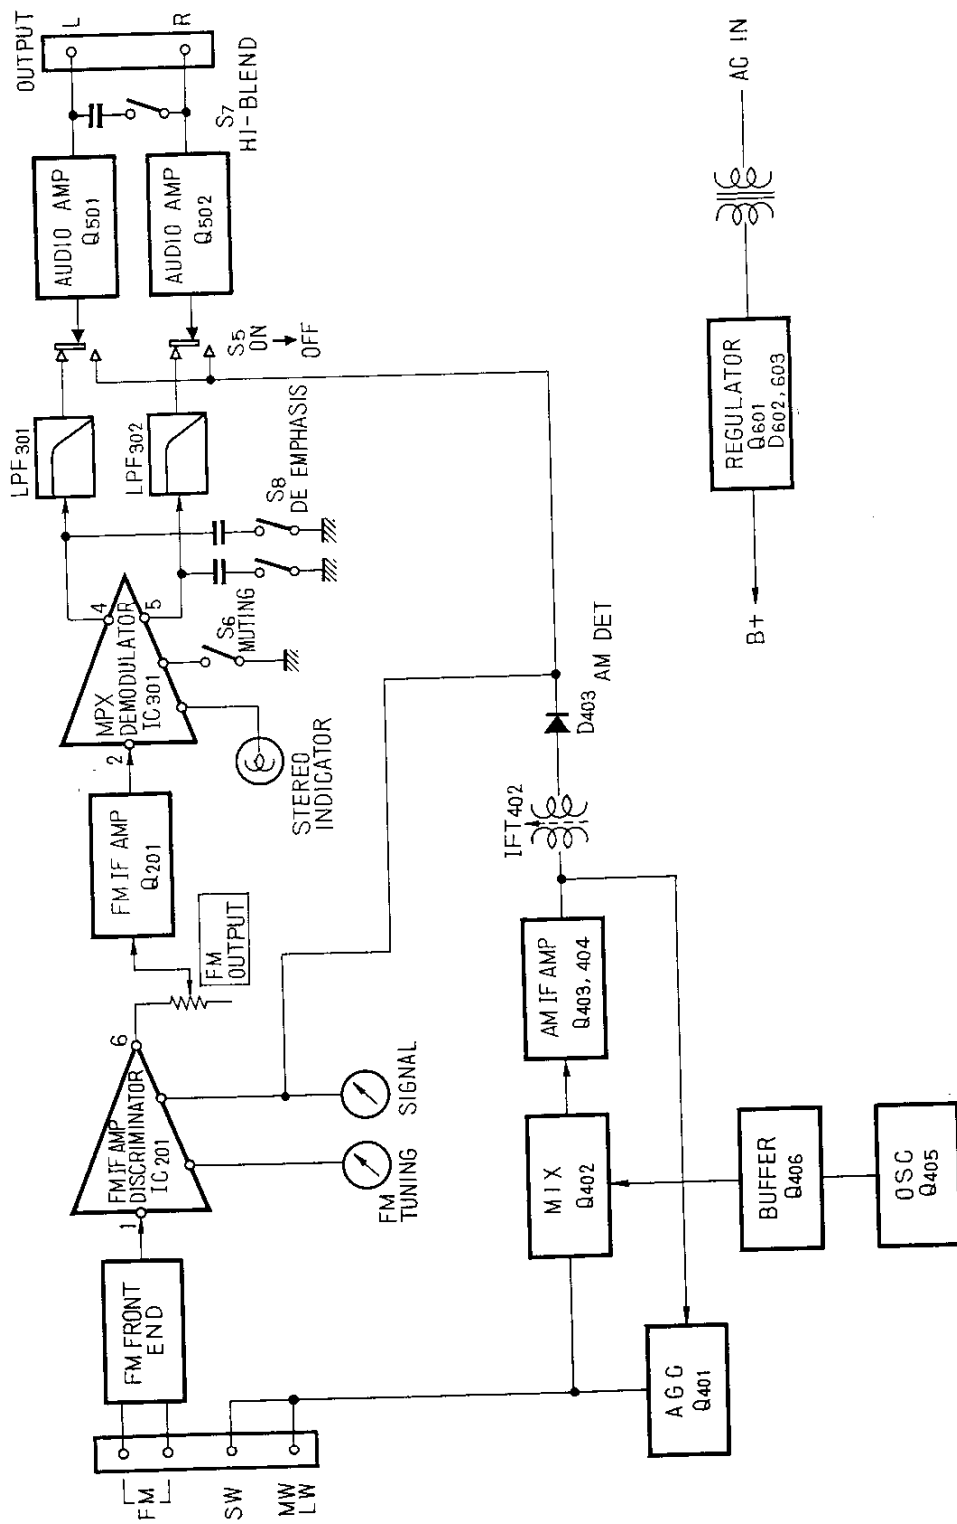 FM
SW
MW
LW
FM FRONT
END
1
FM IF AMP
DISCRIMINATOR
IC201
6
FM
TUNING
SIGNAL
FM
OUTPUT
FM IF AMP
Q201
2
MPX
DEMODULATOR
IC301
4
5
STEREO
INDICATOR
S6
MUTING
S8
DE EMPHASIS
LPF301
LPF302
S5
ON
OFF
AUDIO AMP
Q501
AUDIO AMP
Q502
S7
HI-BLEND
OUTPUT
L
R
AGC
Q401
MIX
Q402
AM IF AMP
Q403, 404
IFT402
D403
AM DET
BUFFER
Q406
OSC
Q405
B+
REGULATOR
Q601
D602, 603
AC IN